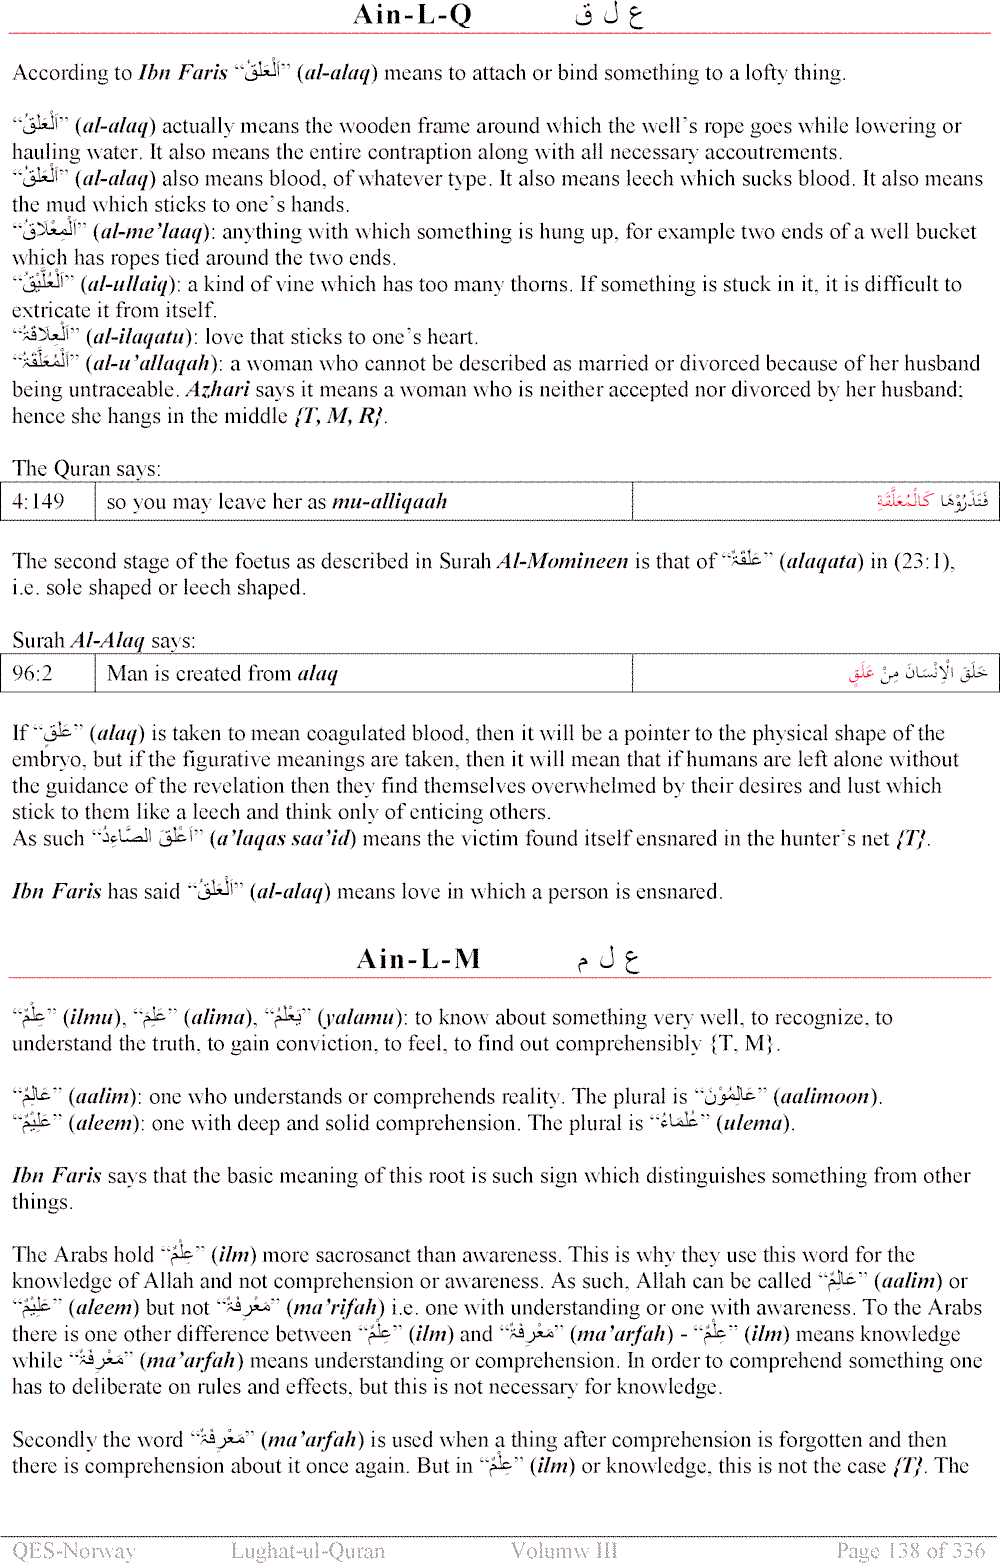 Ain-L-Q ع ل ق
According to Ibn Faris “اَلْعَلَقُ” (al-alaq) means to attach or bind something to a lofty thing.
“اَلْعَلَقُ” (al-alaq) actually means the wooden frame around which the well’s rope goes while lowering or
hauling water. It also means the entire contraption along with all necessary accoutrements.
“اَلْعَلَقُ” (al-alaq) also means blood, of whatever type. It also means leech which sucks blood. It also means
the mud which sticks to one’s hands.
“اَلْمِعْلَاقُ” (al-me’laaq): anything with which something is hung up, for example two ends of a well bucket
which has ropes tied around the two ends.
“اَلْعُلَّيْقُ” (al-ullaiq): a kind of vine which has too many thorns. If something is stuck in it, it is difficult to
extricate it from itself.
“اَلْعِلَاقَۃُ” (al-ilaqatu): love that sticks to one’s heart.
“اَلْمُعَلَّقَۃُ” (al-u’allaqah): a woman who cannot be described as married or divorced because of her husband
being untraceable. Azhari says it means a woman who is neither accepted nor divorced by her husband;
hence she hangs in the middle {T, M, R}.
The Quran says:
4:149 so you may leave her as mu-alliqaah فَتَذَرُوْھَا کَالْمُعَلَّقَۃِ
The second stage of the foetus as described in Surah Al-Momineen is that of “عَلَقَۃٌ” (alaqata) in (23:1),
i.e. sole shaped or leech shaped.
Surah Al-Alaq says:
96:2 Man is created from alaq خَلَقَ الْاِنْسَانَ مِنْ عَلَقٍ
If “عَلَقٍ” (alaq) is taken to mean coagulated blood, then it will be a pointer to the physical shape of the
embryo, but if the figurative meanings are taken, then it will mean that if humans are left alone without
the guidance of the revelation then they find themselves overwhelmed by their desires and lust which
stick to them like a leech and think only of enticing others.
As such “اَعْلَقَ الصَّاءِدُ” (a’laqas saa’id) means the victim found itself ensnared in the hunter’s net {T}.
Ibn Faris has said “اَلْعَلَقُ” (al-alaq) means love in which a person is ensnared.
Ain-L-M ع ل م
“عِلْمٌ” (ilmu), “عَلِمَ” (alima), “يَعْلَمُ” (yalamu): to know about something very well, to recognize, to
understand the truth, to gain conviction, to feel, to find out comprehensibly {T, M}.
“عَالِمٌ” (aalim): one who understands or comprehends reality. The plural is “عَالِمُوْنَ” (aalimoon).
“عَلِيْمٌ” (aleem): one with deep and solid comprehension. The plural is “عُلَمَاءُ” (ulema).
Ibn Faris says that the basic meaning of this root is such sign which distinguishes something from other
things.
The Arabs hold “عِلْمٌ” (ilm) more sacrosanct than awareness. This is why they use this word for the
knowledge of Allah and not comprehension or awareness. As such, Allah can be called “عَالِمٌ” (aalim) or
“عَلِيْمٌ” (aleem) but not “مَعْرِفَۃٌ” (ma’rifah) i.e. one with understanding or one with awareness. To the Arabs
there is one other difference between “عِلْمٌ” (ilm) and “مَعْرِفَۃٌ” (ma’arfah) - “عِلْمٌ” (ilm) means knowledge
while “مَعْرِفَۃٌ” (ma’arfah) means understanding or comprehension. In order to comprehend something one
has to deliberate on rules and effects, but this is not necessary for knowledge.
Secondly the word “مَعْرِفَۃٌ” (ma’arfah) is used when a thing after comprehension is forgotten and then
there is comprehension about it once again. But in “عِلْمٌ” (ilm) or knowledge, this is not the case {T}. The
QES-Norway Lughat-ul-Quran Volumw III Page 138 of 336